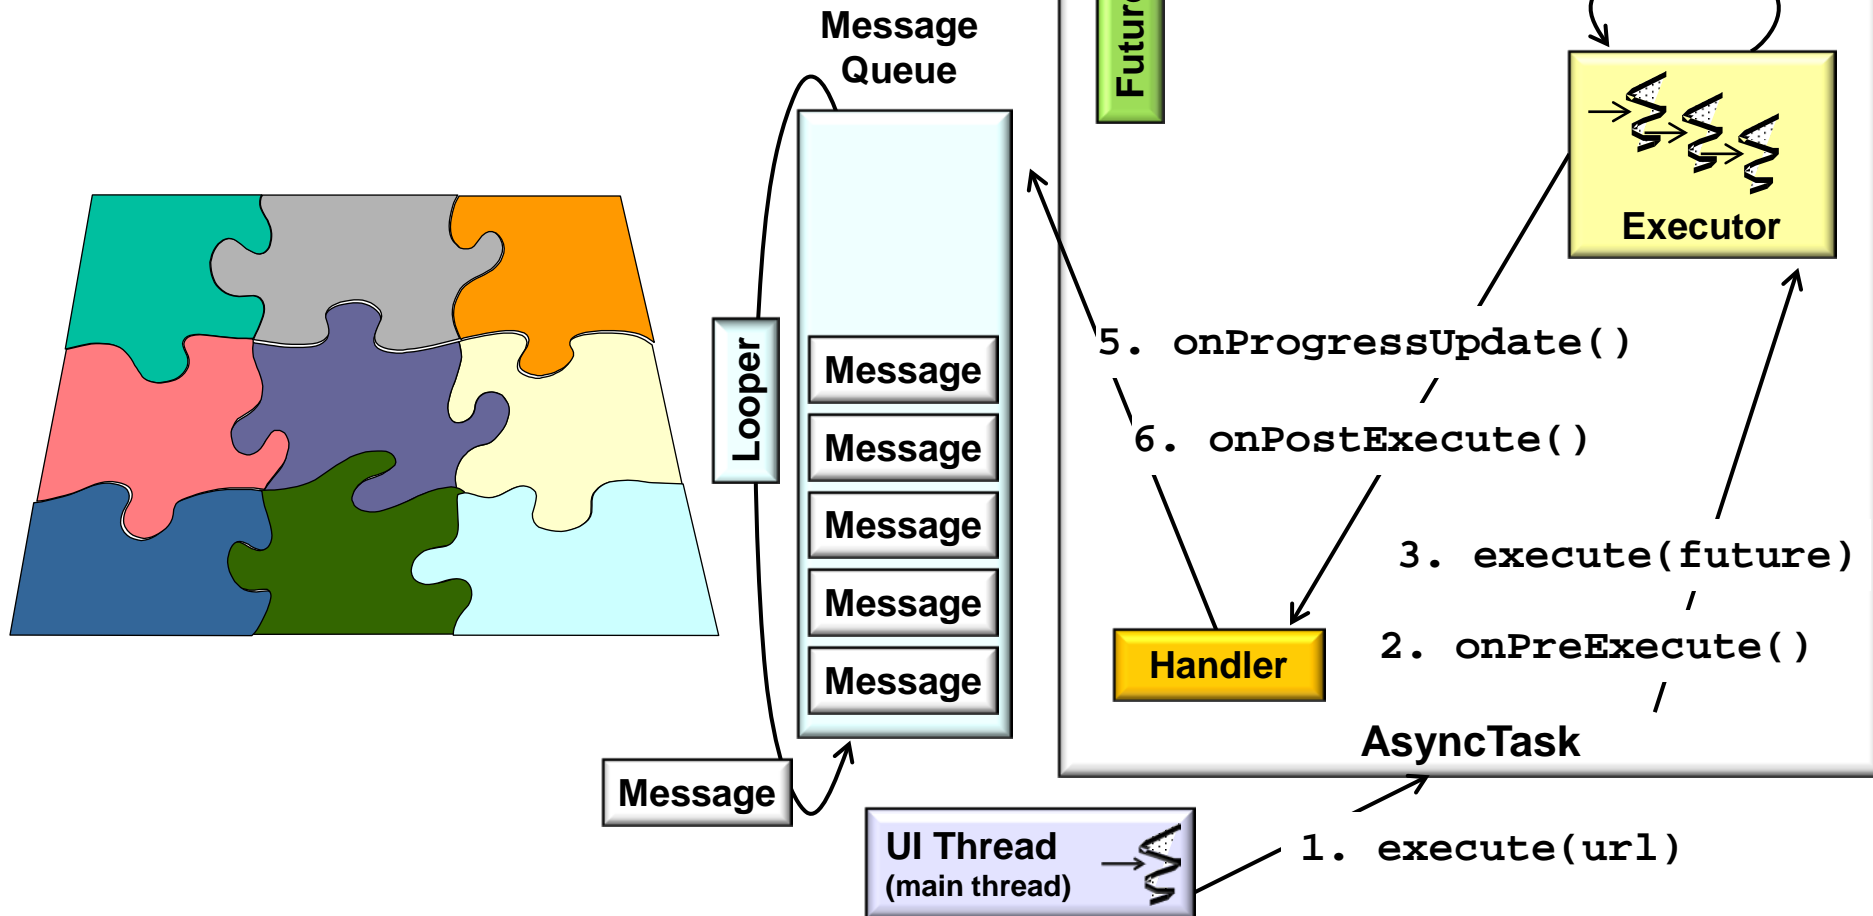 Message
Queue
Executor
Looper
5. onProgressUpdate()
Message
6. onPostExecute()
Message
Message
3. execute(future)
Message
2. onPreExecute()
Handler
Message
AsyncTask
Message
UI Thread
(main thread)
1. execute(url)